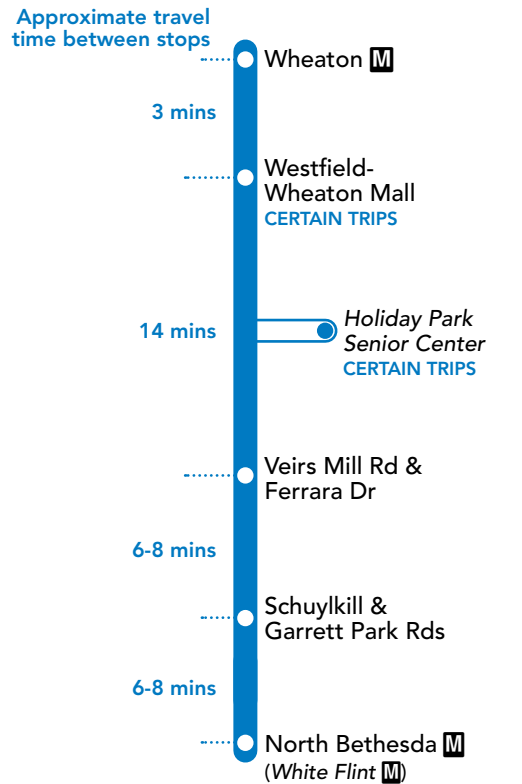 Approximate travel
time between stops
Wheaton M
3 mins
Westfield-
Wheaton Mall
CERTAIN TRIPS
14 mins
Holiday Park
Senior Center
CERTAIN TRIPS
Veirs Mill Rd &
Ferrara Dr
6-8 mins
Schuylkill &
Garrett Park Rds
6-8 mins
North Bethesda M
(White Flint M)